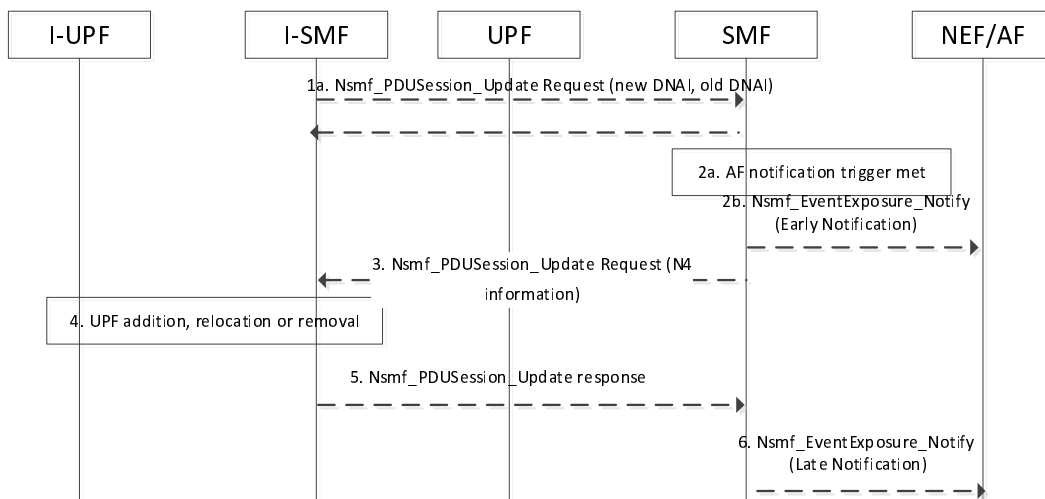 I-UPF
I-SMF
UPF
SMF
NEF/AF
1a. Nsmf_PDUSession_Update Request (new DNAI, old DNAI)
2a. AF notification trigger met
2b. Nsmf_EventExposure_Notify
(Early Notification)
3. Nsmf_PDUSession_Update Request (N4
information)
4. UPF addition, relocation or removal
5. Nsmf_PDUSession_Update response
6. Nsmf_EventExposure_Notify
(Late Notification)